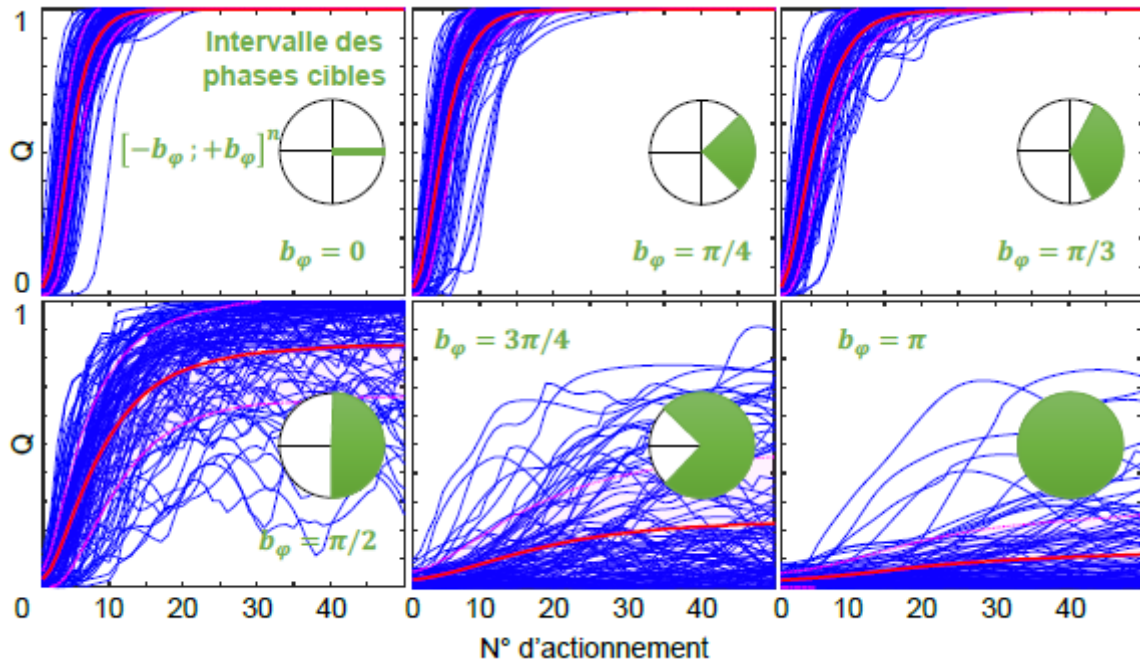 1
Q
0
Intervalle des
phases cibles
[−b_φ ; +b_φ]^n
b_φ = 0
b_φ = π/4
b_φ = π/3
1
Q
0
b_φ = π/2
b_φ = 3π/4
b_φ = π
10 20 30 40
0 10 20 30 40
0 10 20 30 40
N° d’actionnement